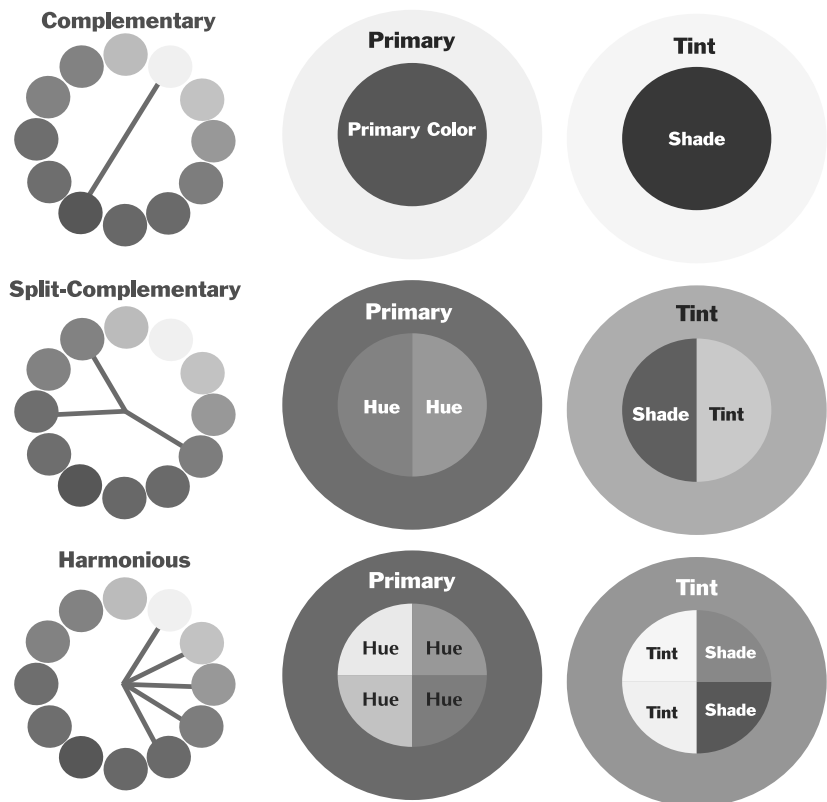 Complementary
Primary
Primary Color
Tint
Shade
Split-Complementary
Primary
Hue Hue
Tint
Shade Tint
Harmonious
Primary
Hue Hue
Hue Hue
Tint
Tint Shade
Tint Shade